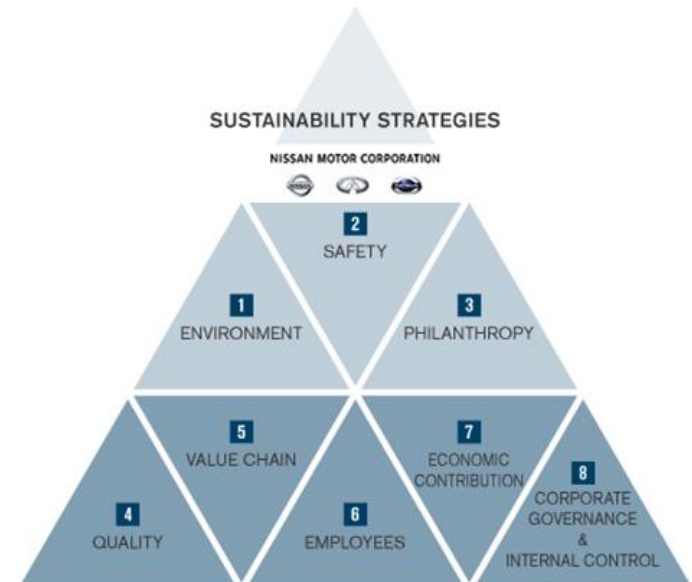 SUSTAINABILITY STRATEGIES
NISSAN MOTOR CORPORATION
NISSAN
2
SAFETY
1
ENVIRONMENT
3
PHILANTHROPY
5
VALUE CHAIN
7
ECONOMIC
CONTRIBUTION
4
QUALITY
6
EMPLOYEES
8
CORPORATE
GOVERNANCE
&
INTERNAL CONTROL